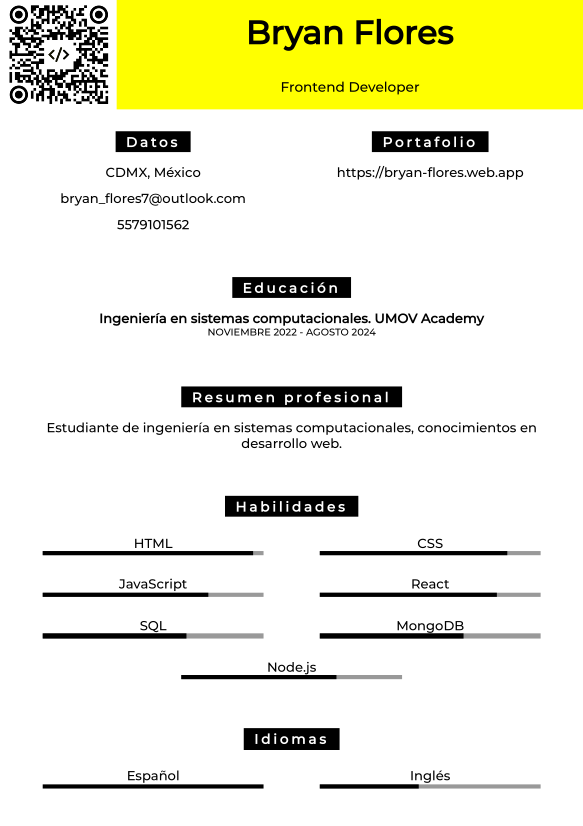 </>
Bryan Flores
Frontend Developer
Datos
CDMX, México
bryan_flores7@outlook.com
5579101562
Portafolio
https://bryan-flores.web.app
Educación
Ingeniería en sistemas computacionales. UMOV Academy
NOVIEMBRE 2022 - AGOSTO 2024
Resumen profesional
Estudiante de ingeniería en sistemas computacionales, conocimientos en
desarrollo web.
Habilidades
HTML
CSS
JavaScript
React
SQL
MongoDB
Node.js
Idiomas
Español
Inglés